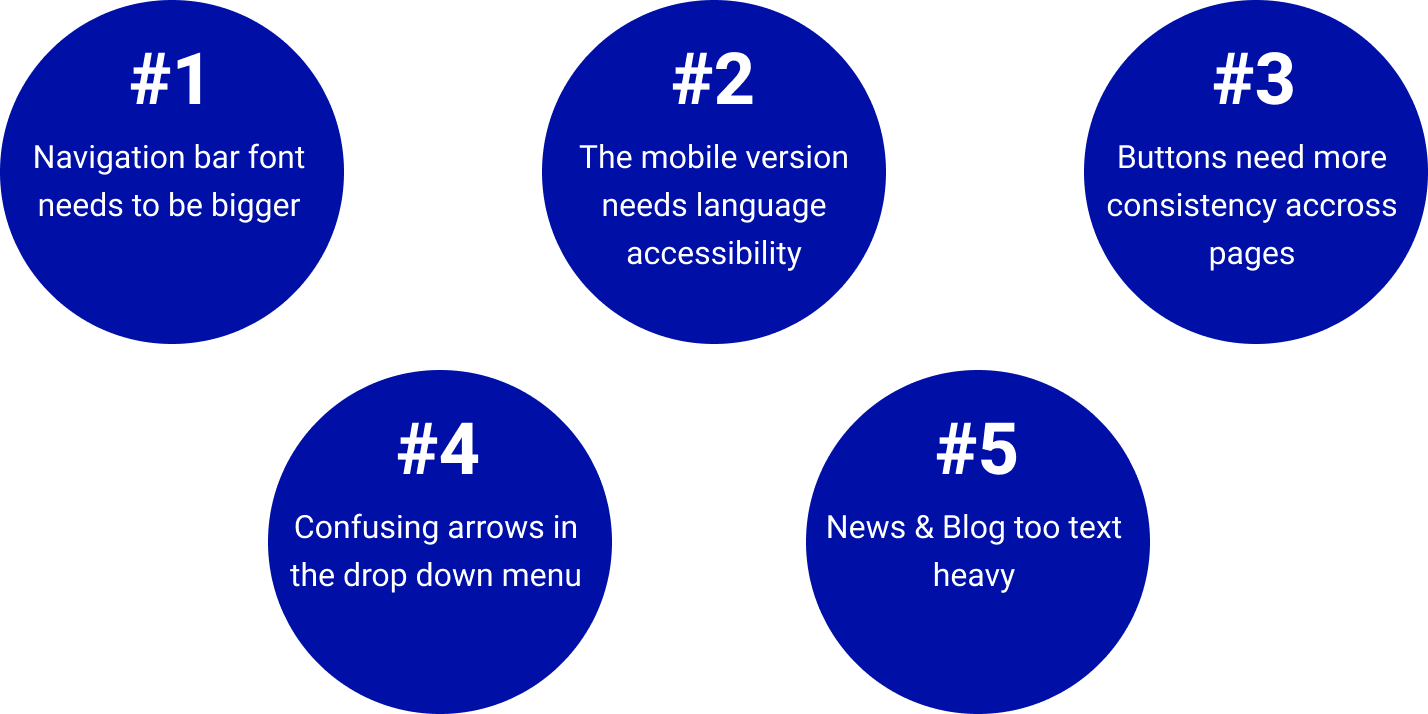 #1
Navigation bar font
needs to be bigger
#2
The mobile version
needs language
accessibility
#3
Buttons need more
consistency accross
pages
#4
Confusing arrows in
the drop down menu
#5
News & Blog too text
heavy